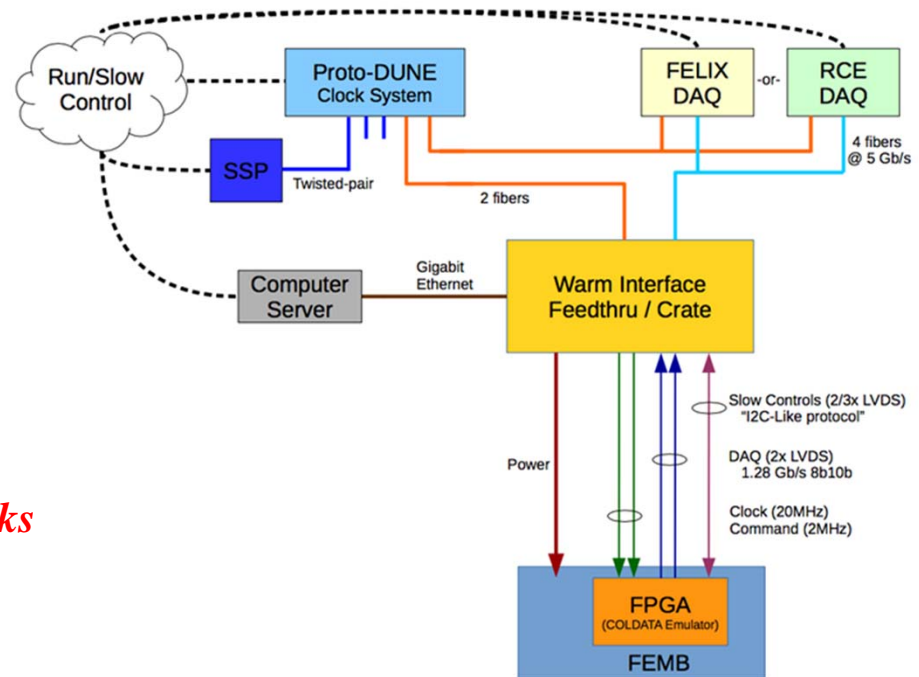 Run/Slow
Control
Proto-DUNE
Clock System
FELIX
DAQ
-or-
RCE
DAQ
4 fibers
@ 5 Gb/s
SSP
Twisted-pair
2 fibers
Computer
Server
Gigabit
Ethernet
Warm Interface
Feedthru / Crate
Slow Controls (2/3x LVDS)
"I2C-Like protocol"
Power
DAQ (2x LVDS)
1.28 Gb/s 8b10b
Clock (20MHz)
Command (2MHz)
ks
FPGA
(COLDATA Emulator)
FEMB